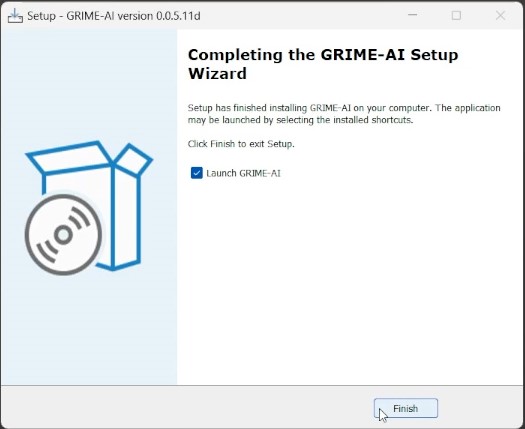 Setup - GRIME-AI version 0.0.5.11d
Completing the GRIME-AI Setup
Wizard
Setup has finished installing GRIME-AI on your computer. The application
may be launched by selecting the installed shortcuts.
Click Finish to exit Setup.
Launch GRIME-AI
Finish